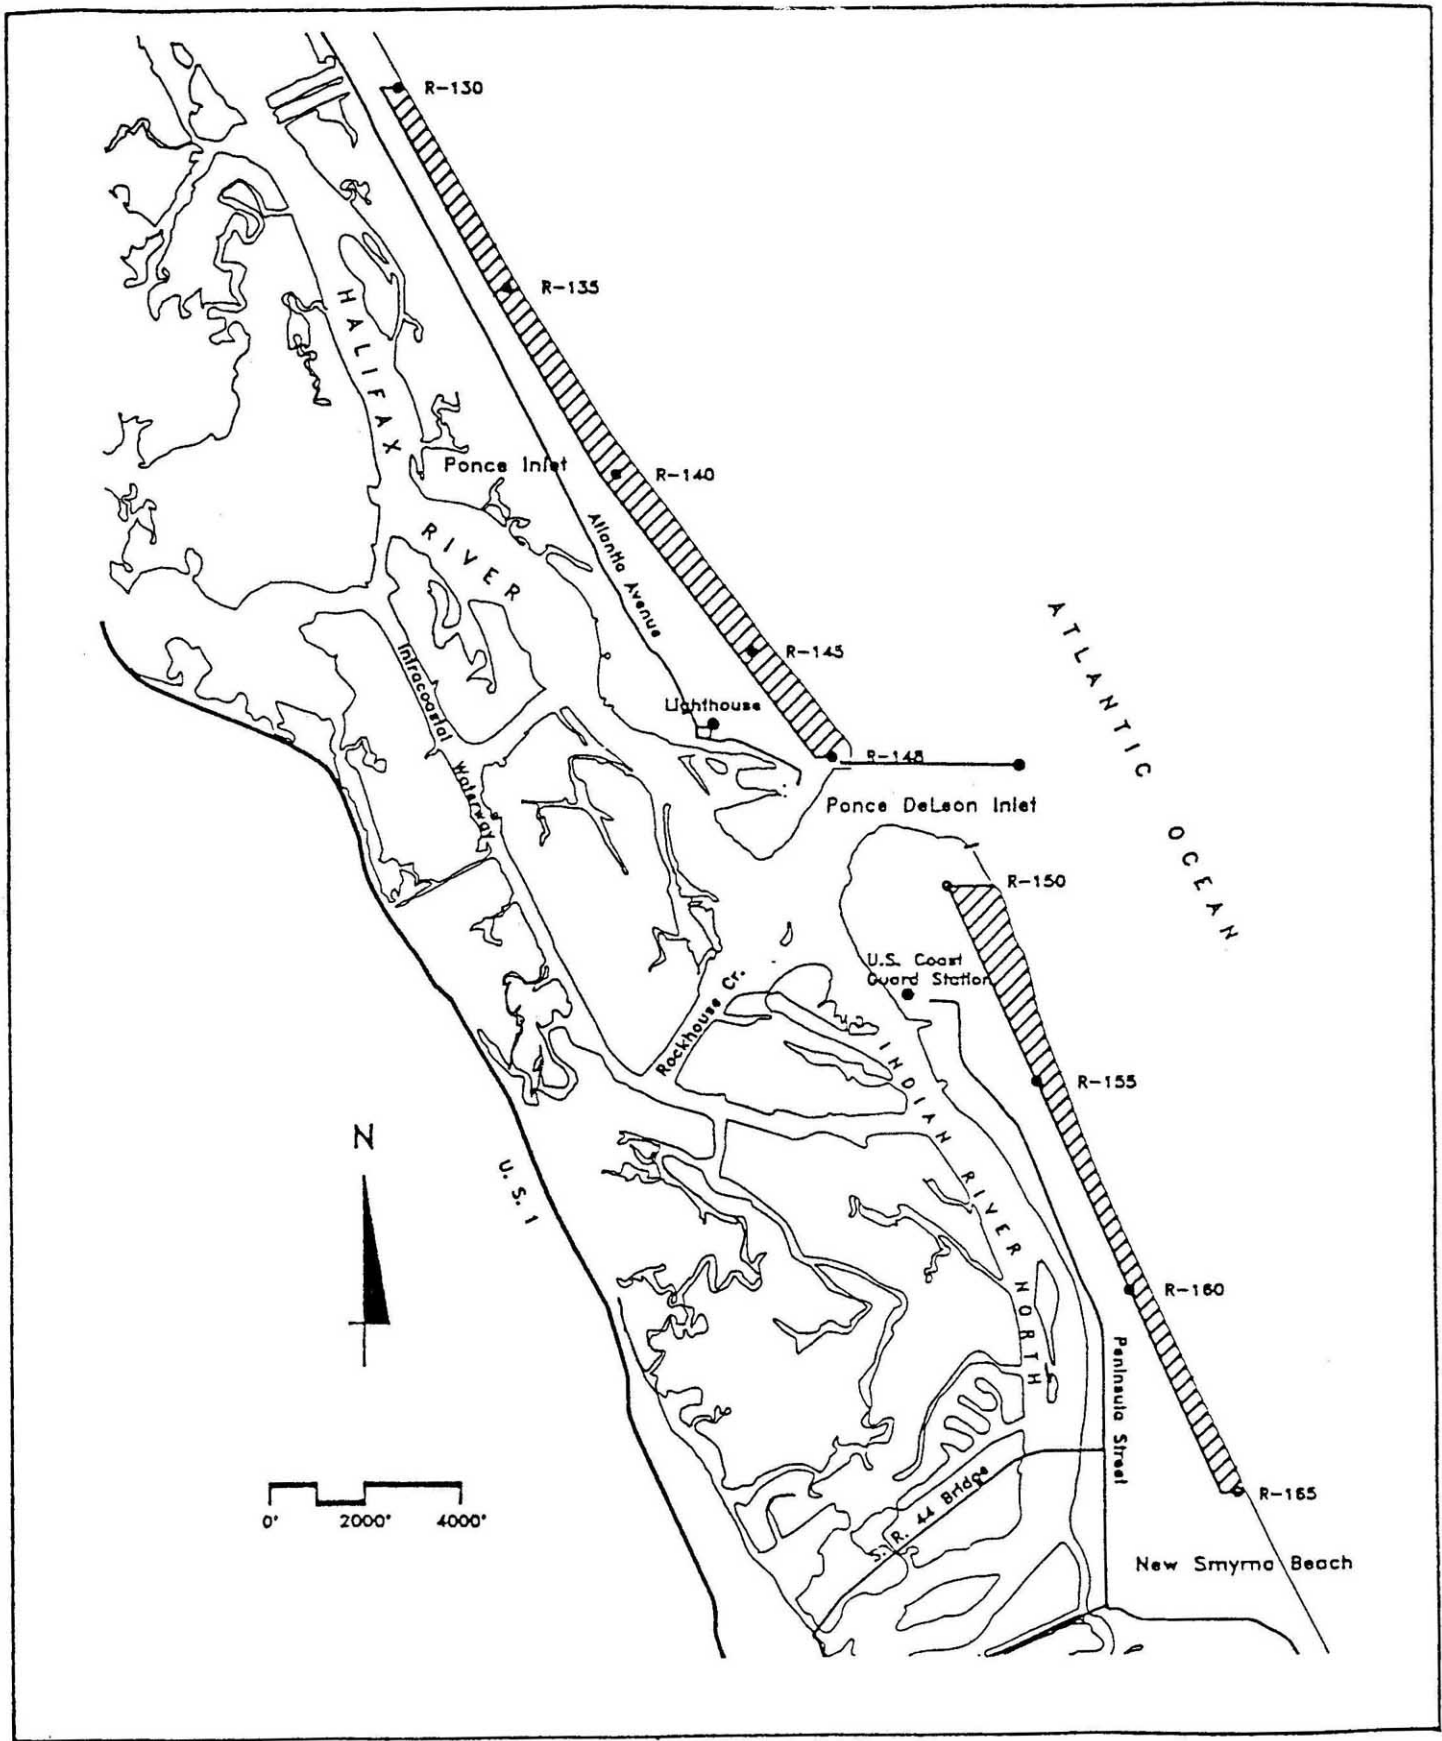 R-130
R-135
HALIFAX
Ponce Inlet
R-140
RIVER
Atlantic Avenue
ATLANTIC
R-145
Intracoastal
Lighthouse
R-148
Waterway
Ponce DeLeon Inlet
OCEAN
R-150
U.S. Coast
Guard Station
Rockhouse Cr.
INDIAN
R-155
N
U. S. 1
RIVER
R-160
NORTH
Peninsula Street
S. R. 44 Bridge
R-165
0' 2000' 4000'
New Smyrna Beach